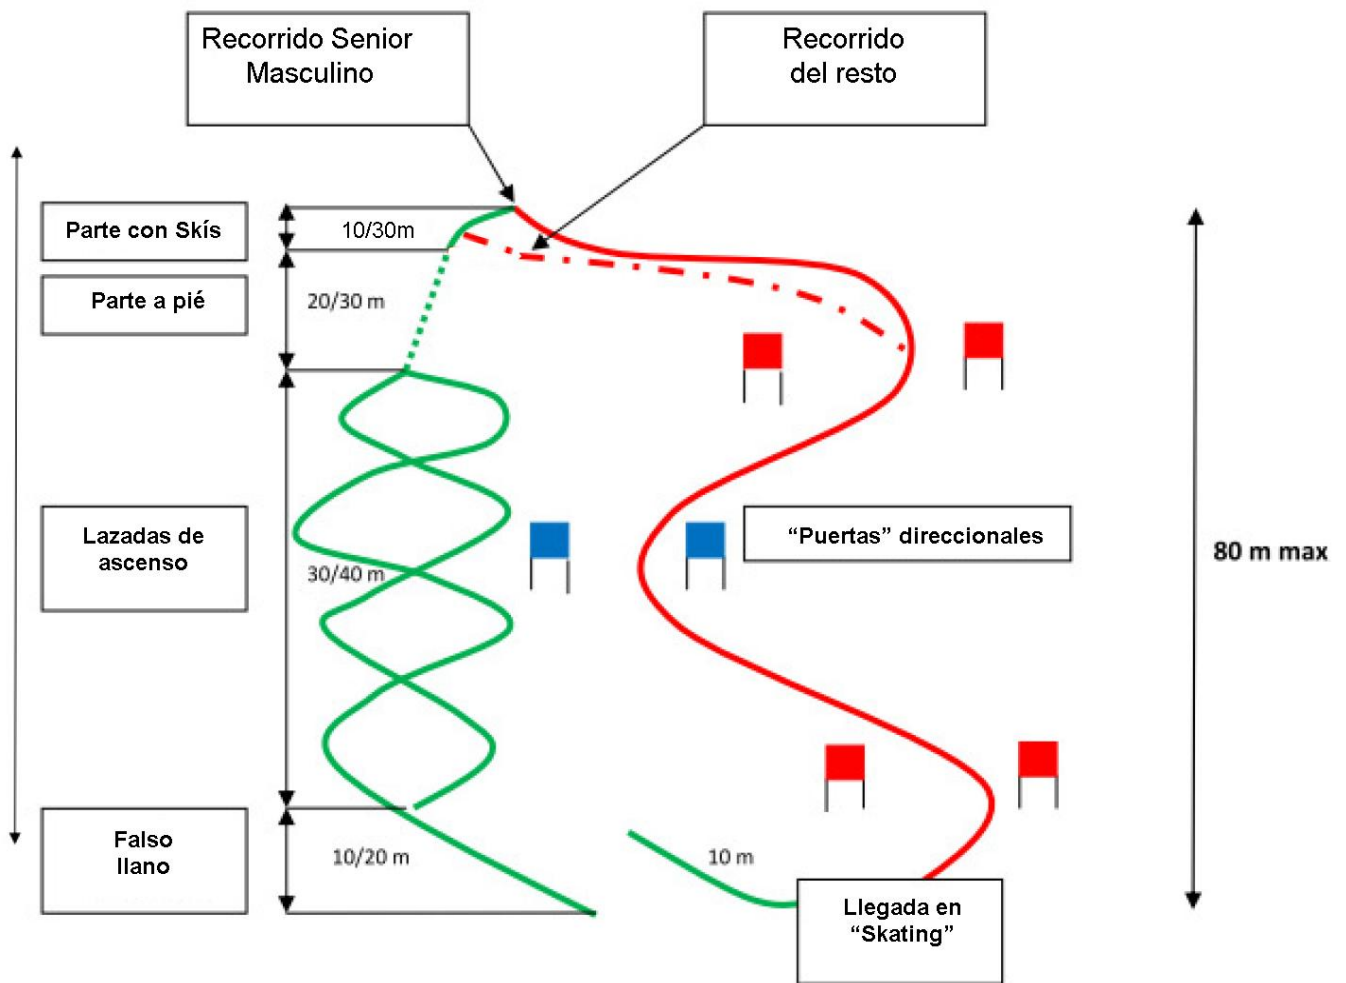 Recorrido Senior
Masculino
Recorrido
del resto
Parte con Skís
10/30m
Parte a pié
20/30 m
Lazadas de
ascenso
30/40 m
“Puertas” direccionales
80 m max
Falso
llano
10/20 m
10 m
Llegada en
“Skating”